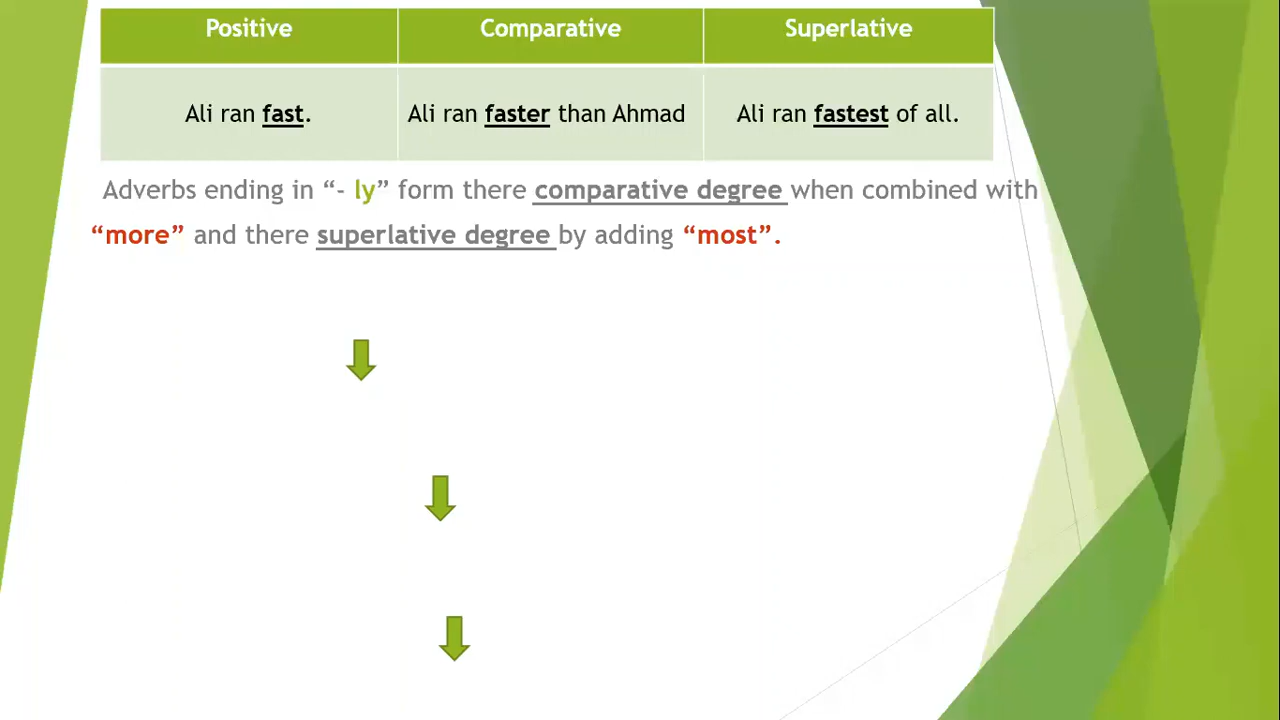 Positive Comparative Superlative
Ali ran fast. Ali ran faster than Ahmad Ali ran fastest of all.
Adverbs ending in “- ly” form there comparative degree when combined with
“more” and there superlative degree by adding “most”.